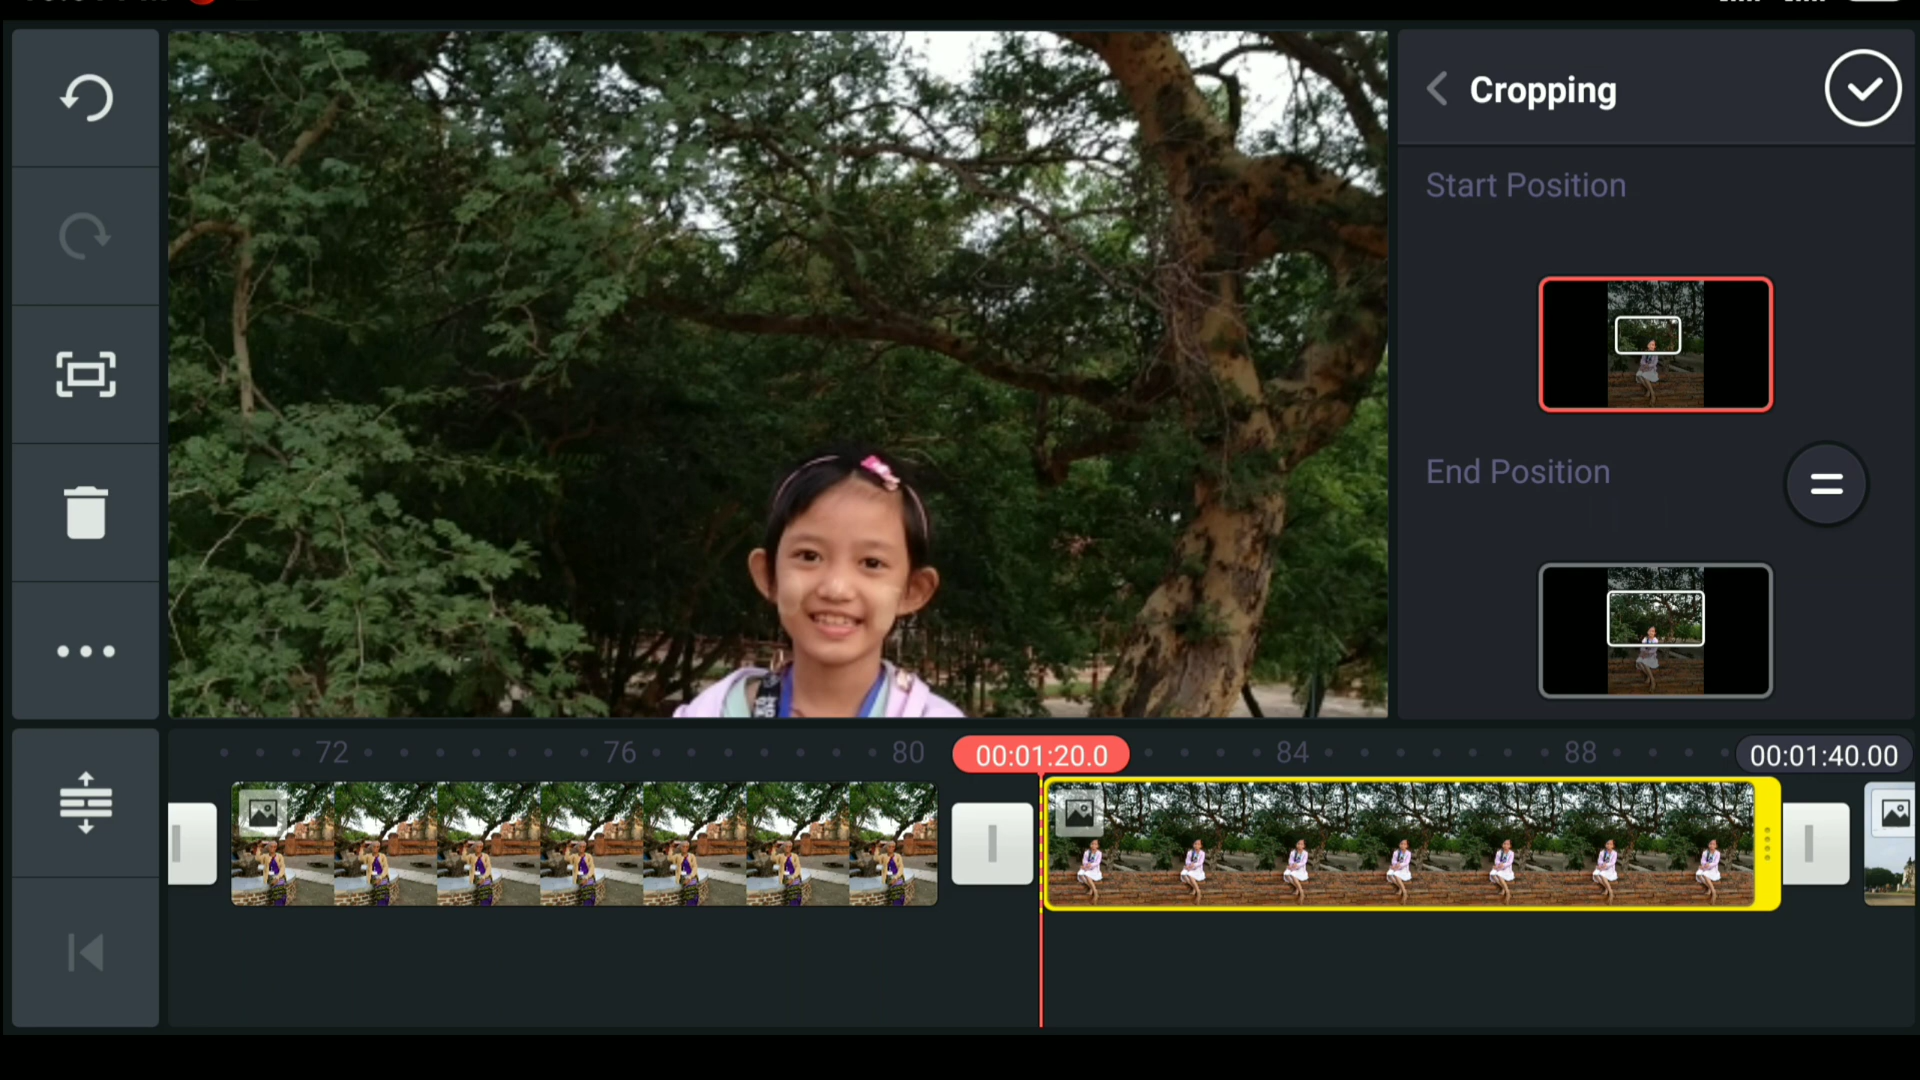 Cropping
Start Position
End Position
72
76
80
00:01:20.0
84
88
00:01:40.00